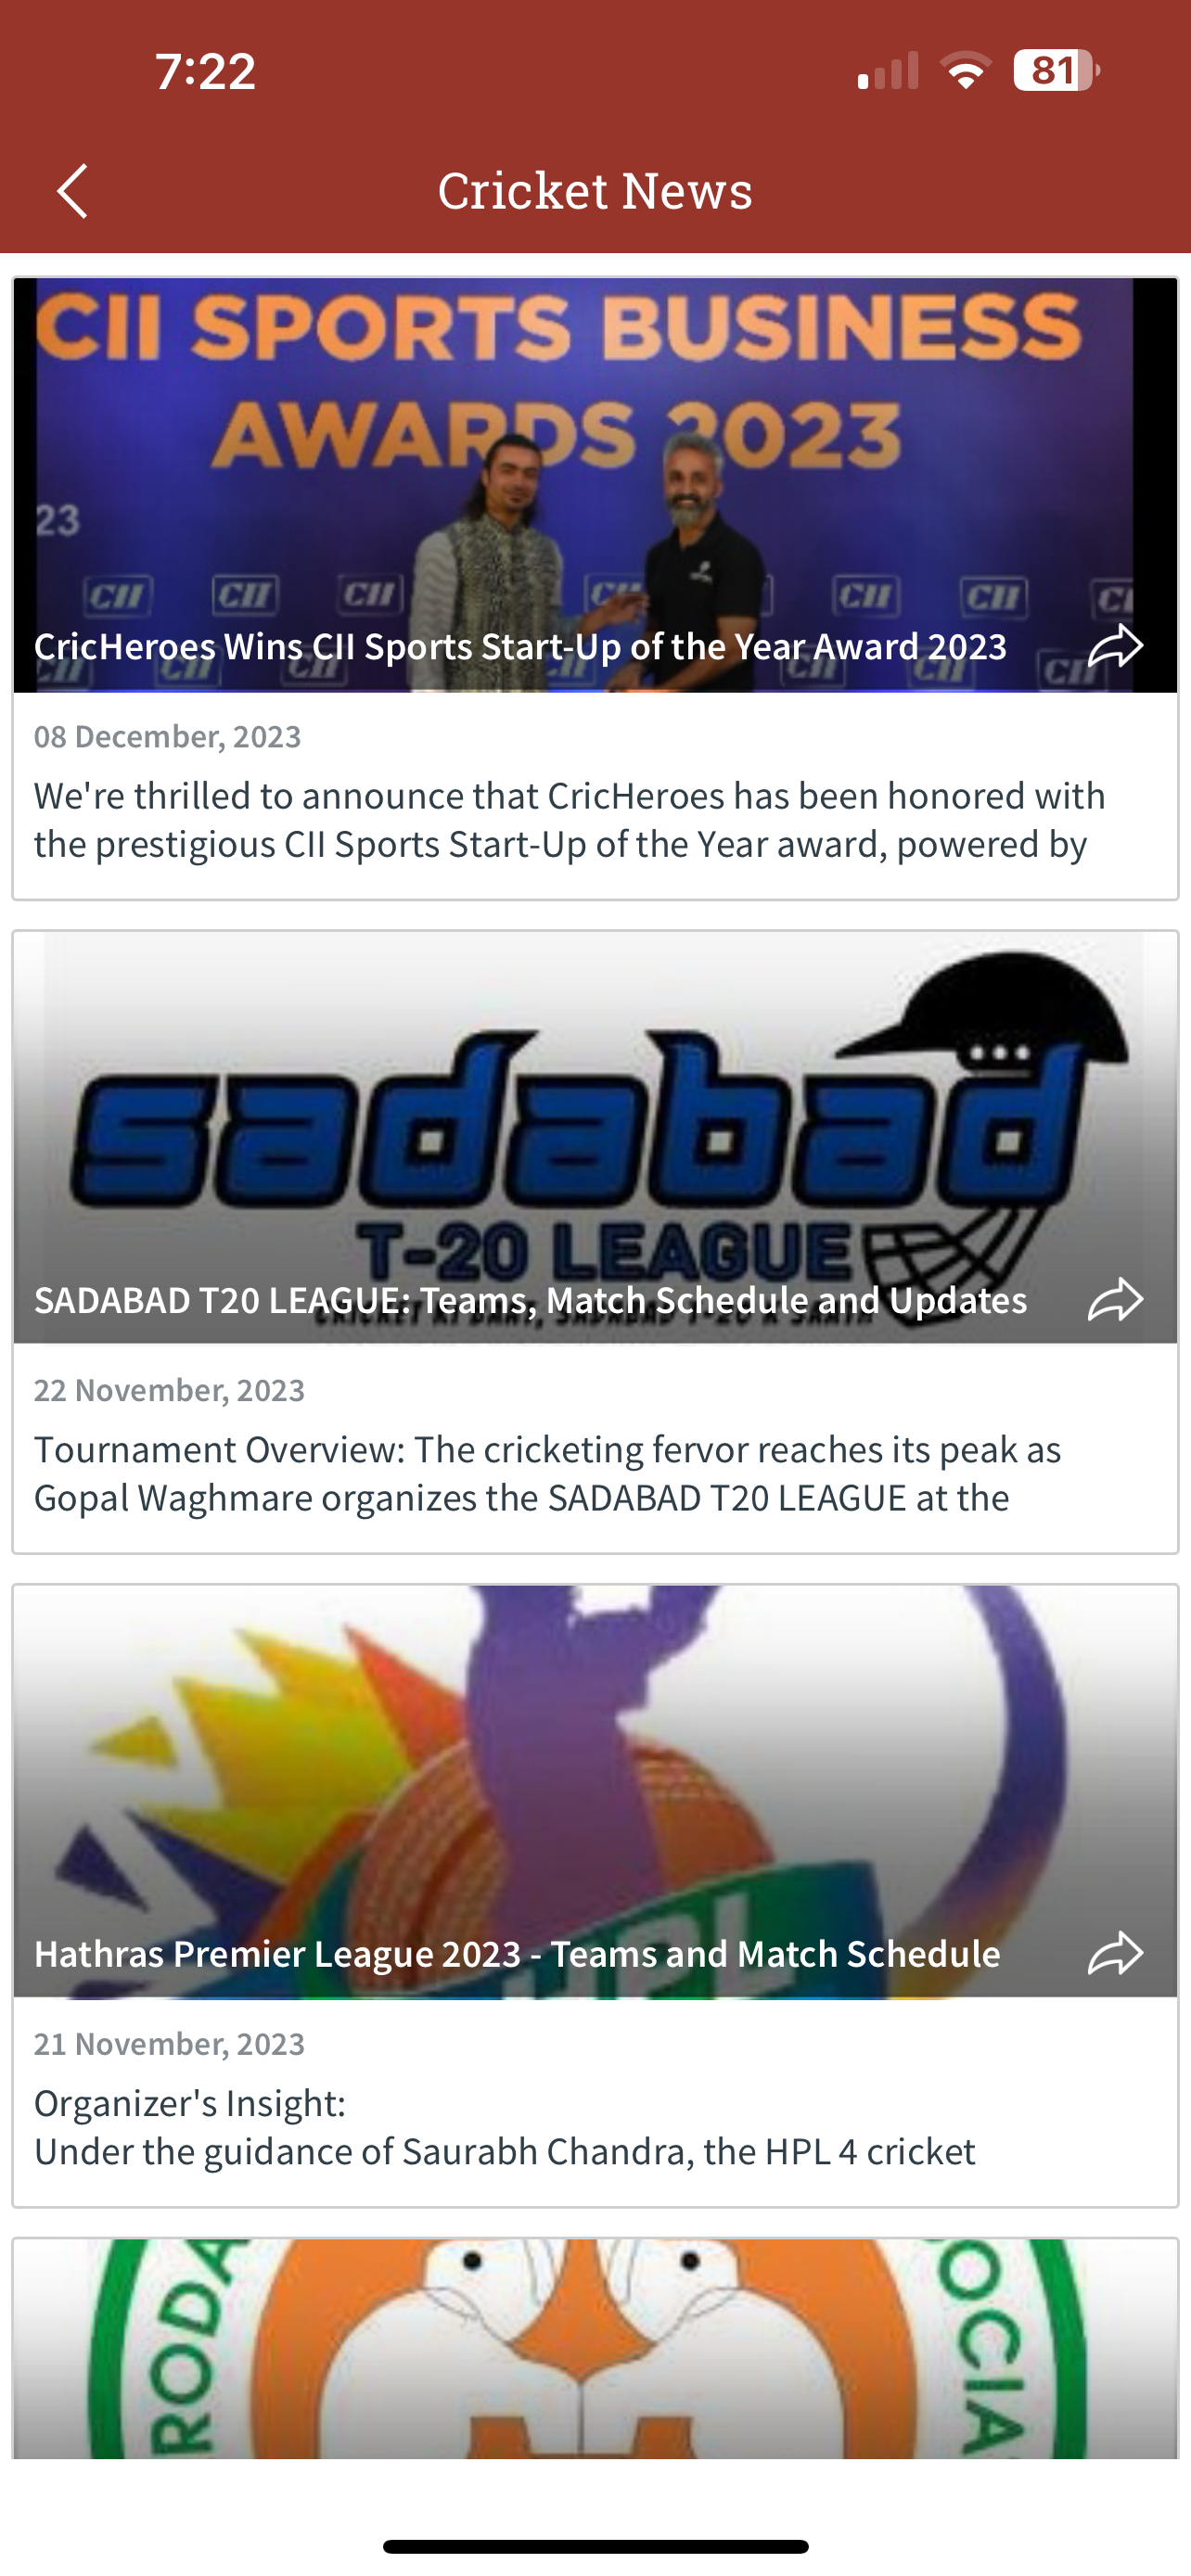 7:22
81
Cricket News
CII SPORTS BUSINESS
AWARDS 2023
23
CII CII CII CII CII CII
CricHeroes Wins CII Sports Start-Up of the Year Award 2023
08 December, 2023
We're thrilled to announce that CricHeroes has been honored with
the prestigious CII Sports Start-Up of the Year award, powered by
sadabad
T-20 LEAGUE
SADABAD T20 LEAGUE: Teams, Match Schedule and Updates
22 November, 2023
Tournament Overview: The cricketing fervor reaches its peak as
Gopal Waghmare organizes the SADABAD T20 LEAGUE at the
HPL
Hathras Premier League 2023 - Teams and Match Schedule
21 November, 2023
Organizer's Insight:
Under the guidance of Saurabh Chandra, the HPL 4 cricket